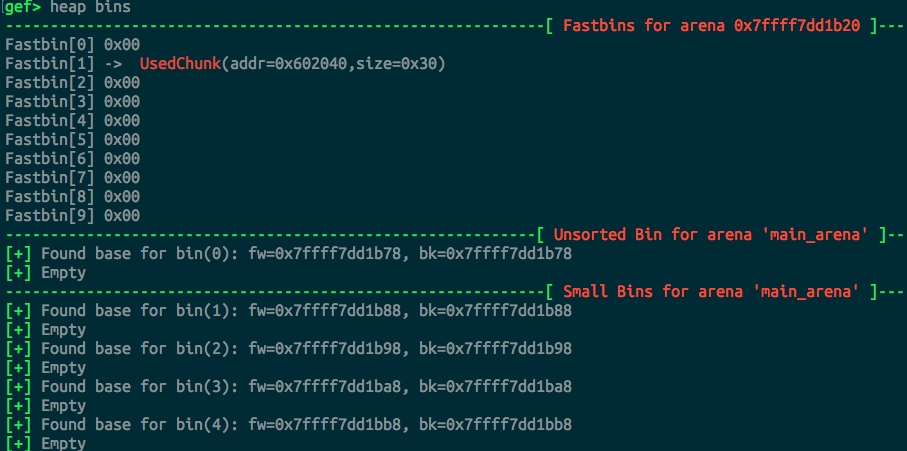 gef> heap bins
------------------------------------------------------------[ Fastbins for arena 0x7ffff7dd1b20 ]---
Fastbin[0] 0x00
Fastbin[1] -> UsedChunk(addr=0x602040,size=0x30)
Fastbin[2] 0x00
Fastbin[3] 0x00
Fastbin[4] 0x00
Fastbin[5] 0x00
Fastbin[6] 0x00
Fastbin[7] 0x00
Fastbin[8] 0x00
Fastbin[9] 0x00
-----------------------------------------------------------[ Unsorted Bin for arena 'main_arena' ]--
[+] Found base for bin(0): fw=0x7ffff7dd1b78, bk=0x7ffff7dd1b78
[+] Empty
------------------------------------------------------------[ Small Bins for arena 'main_arena' ]---
[+] Found base for bin(1): fw=0x7ffff7dd1b88, bk=0x7ffff7dd1b88
[+] Empty
[+] Found base for bin(2): fw=0x7ffff7dd1b98, bk=0x7ffff7dd1b98
[+] Empty
[+] Found base for bin(3): fw=0x7ffff7dd1ba8, bk=0x7ffff7dd1ba8
[+] Empty
[+] Found base for bin(4): fw=0x7ffff7dd1bb8, bk=0x7ffff7dd1bb8
[+] Empty